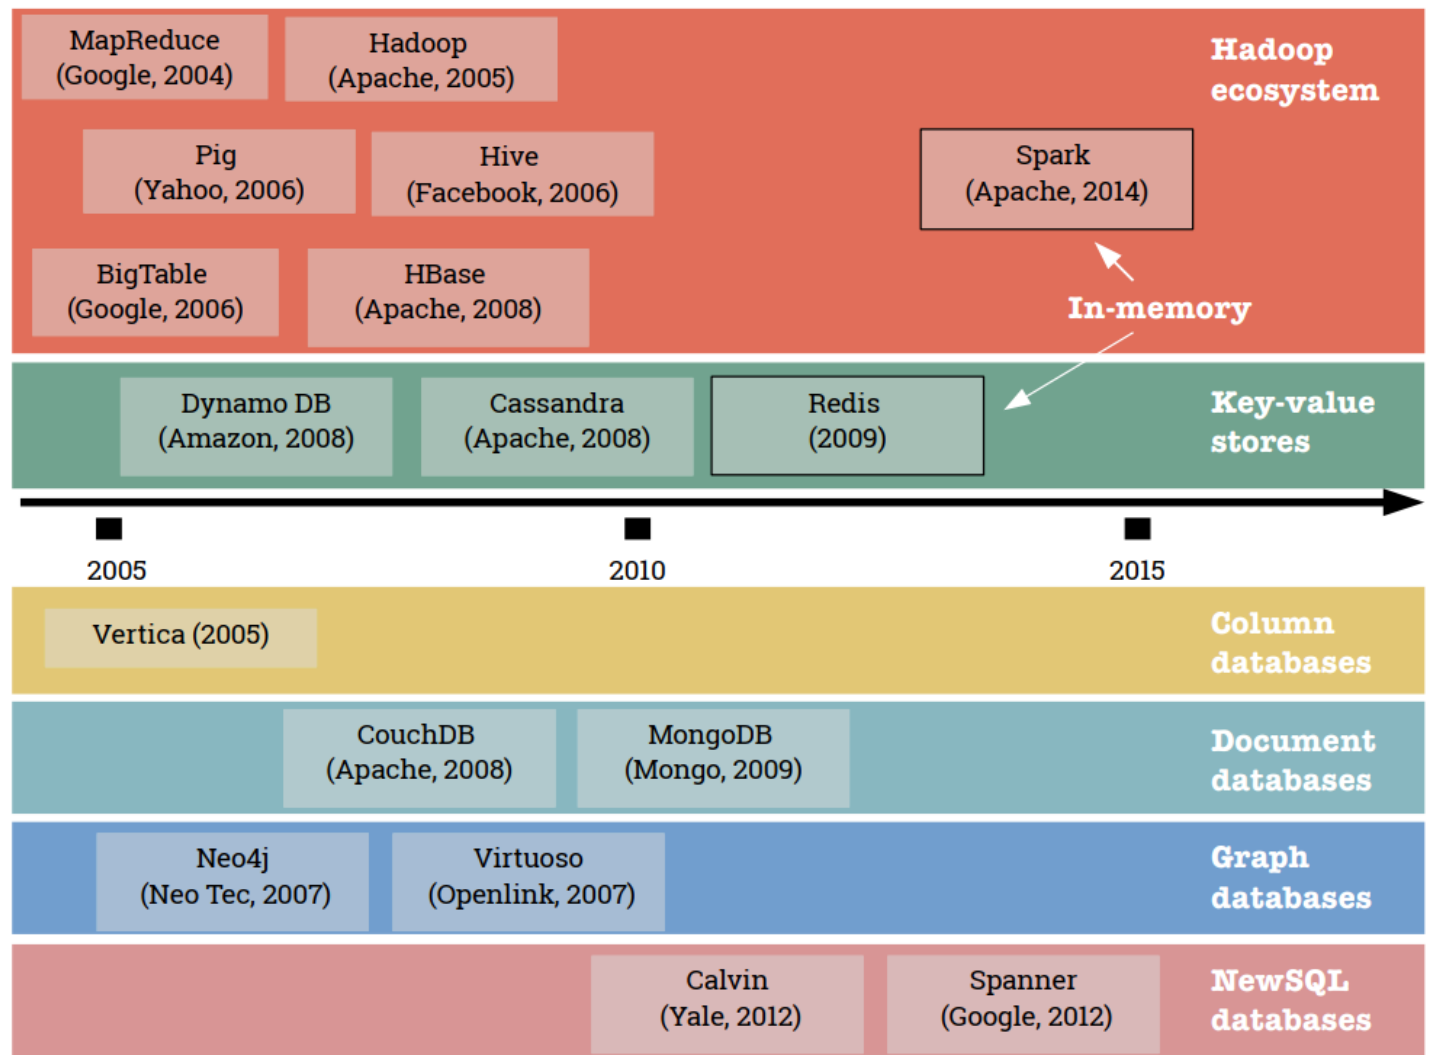 MapReduce
(Google, 2004)
Hadoop
(Apache, 2005)
Hadoop
ecosystem
Pig
(Yahoo, 2006)
Hive
(Facebook, 2006)
Spark
(Apache, 2014)
BigTable
(Google, 2006)
HBase
(Apache, 2008)
In-memory
Dynamo DB
(Amazon, 2008)
Cassandra
(Apache, 2008)
Redis
(2009)
Key-value
stores
2005
2010
2015
Vertica (2005)
Column
databases
CouchDB
(Apache, 2008)
MongoDB
(Mongo, 2009)
Document
databases
Neo4j
(Neo Tec, 2007)
Virtuoso
(Openlink, 2007)
Graph
databases
Calvin
(Yale, 2012)
Spanner
(Google, 2012)
NewSQL
databases